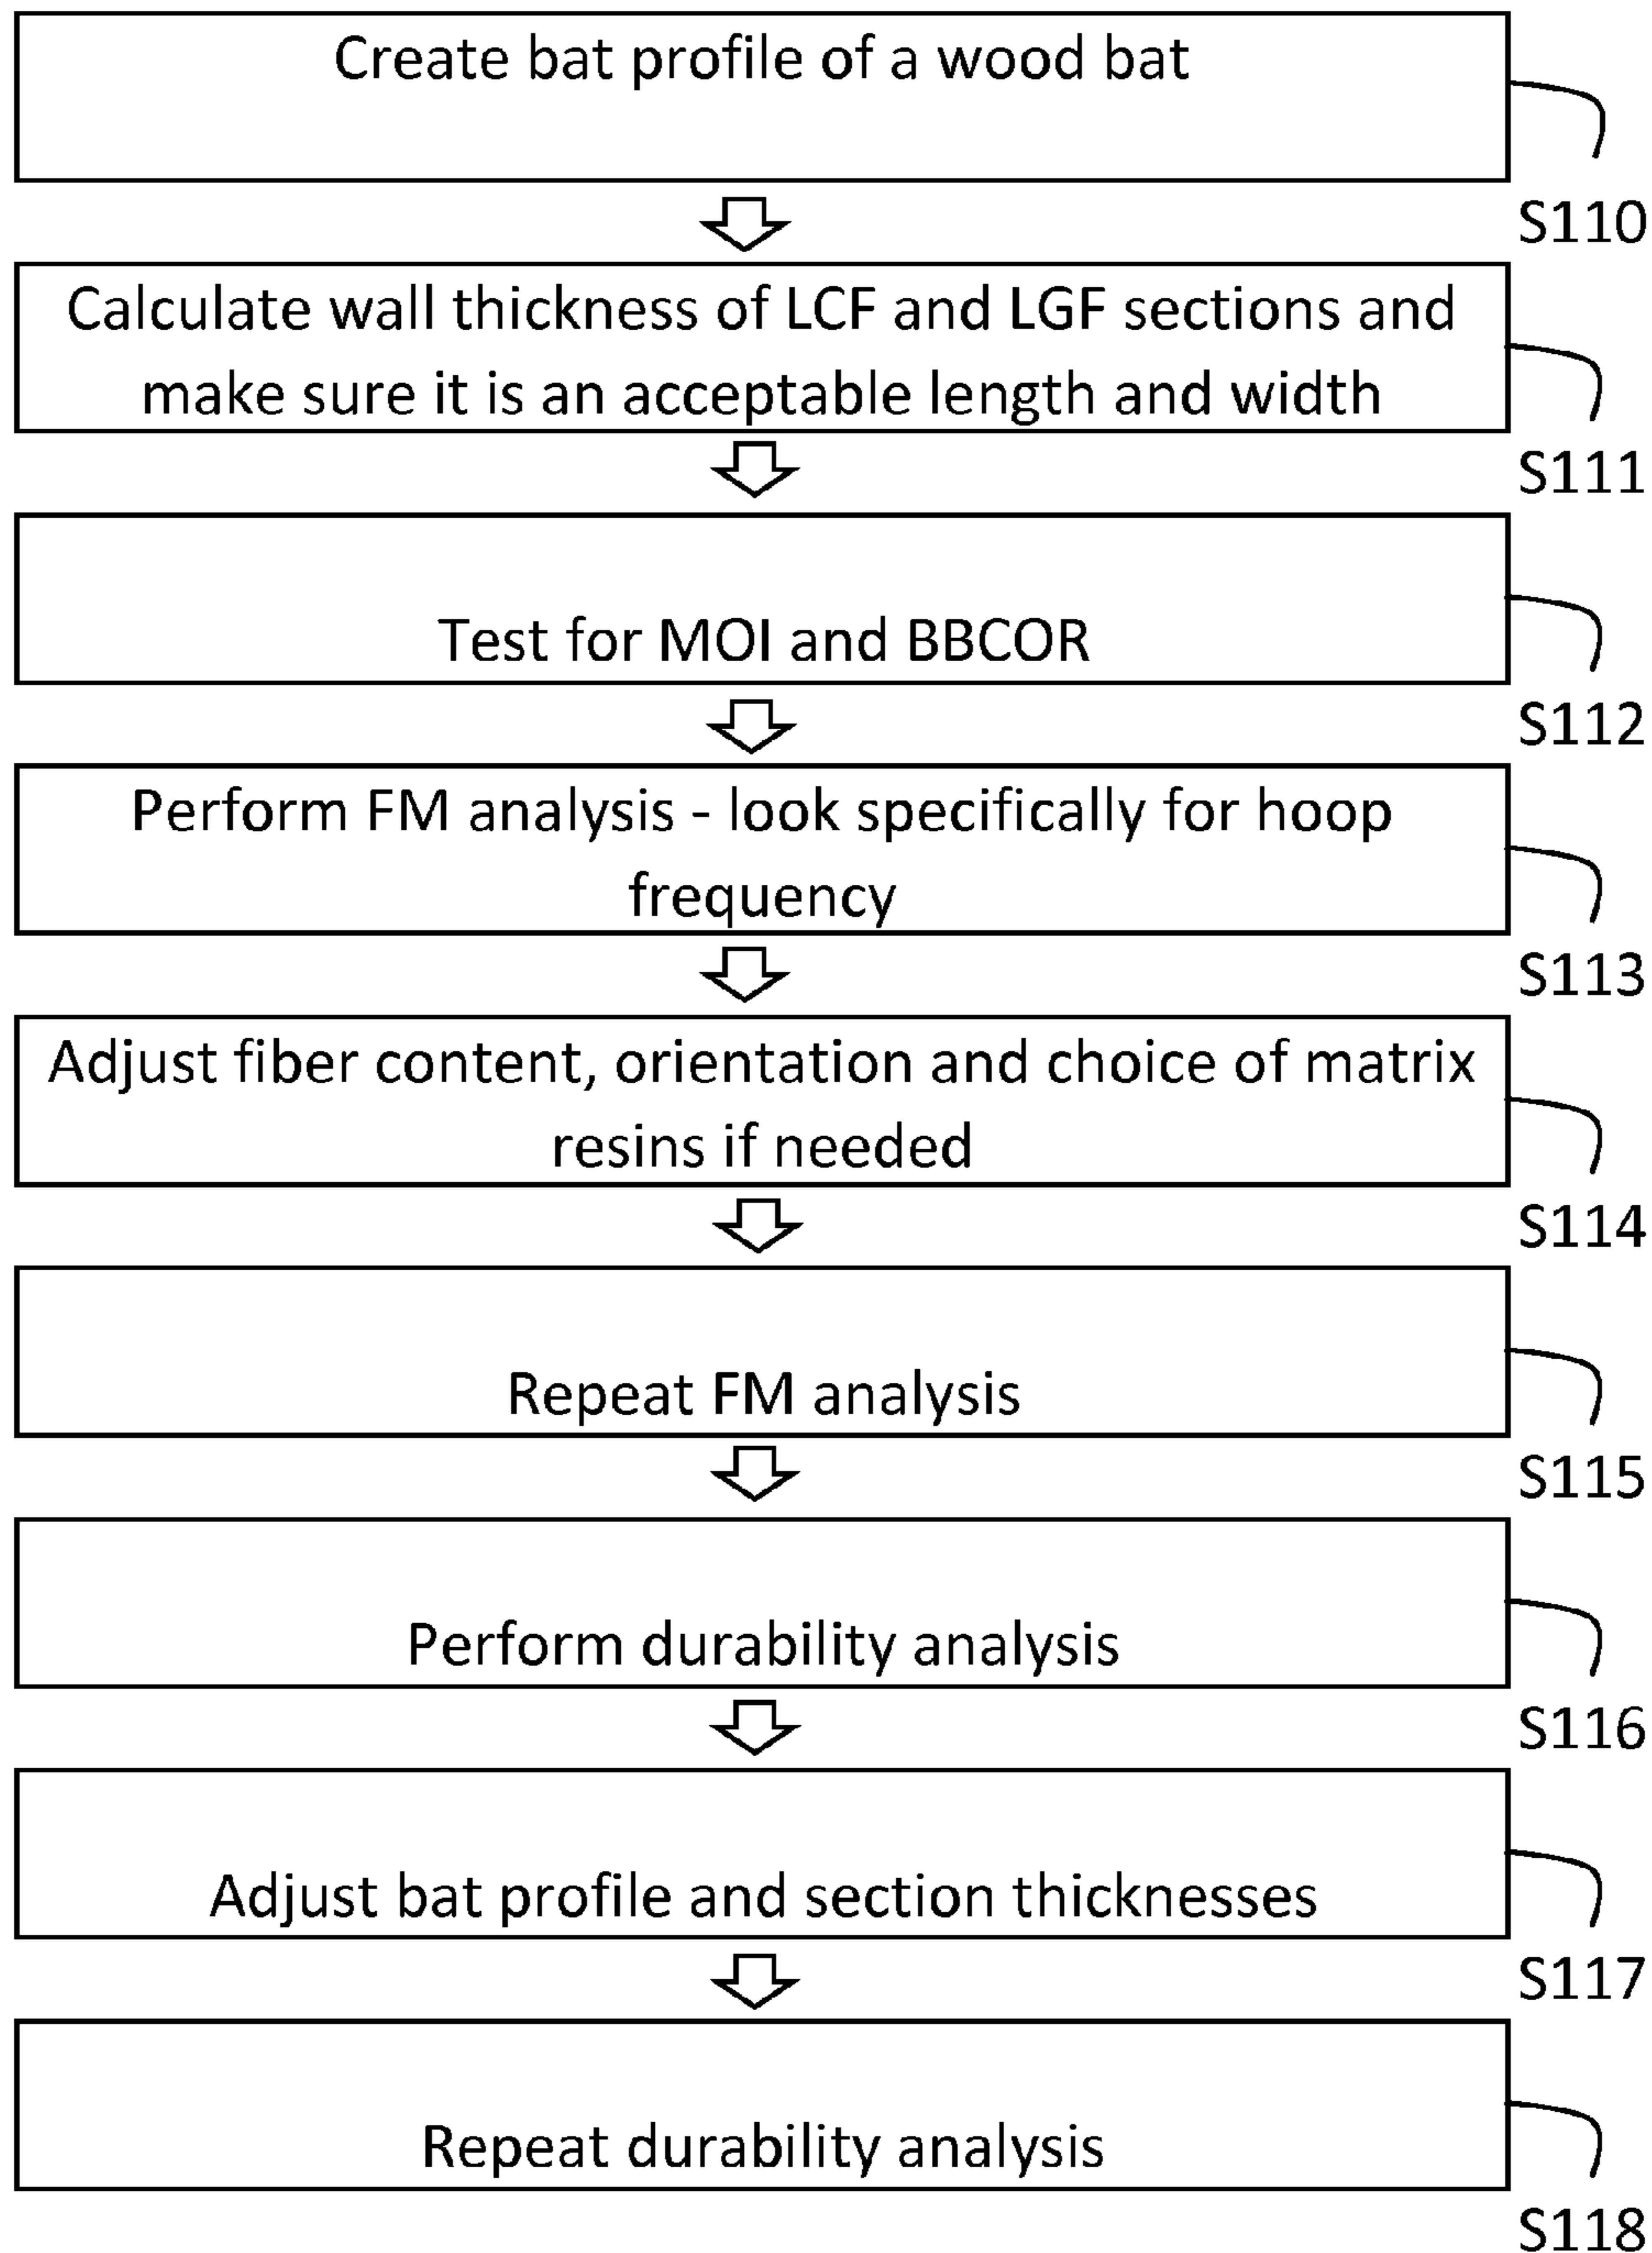 Create bat profile of a wood bat
S110
Calculate wall thickness of LCF and LGF sections and
make sure it is an acceptable length and width
S111
Test for MOI and BBCOR
S112
Perform FM analysis - look specifically for hoop
frequency
S113
Adjust fiber content, orientation and choice of matrix
resins if needed
S114
Repeat FM analysis
S115
Perform durability analysis
S116
Adjust bat profile and section thicknesses
S117
Repeat durability analysis
S118